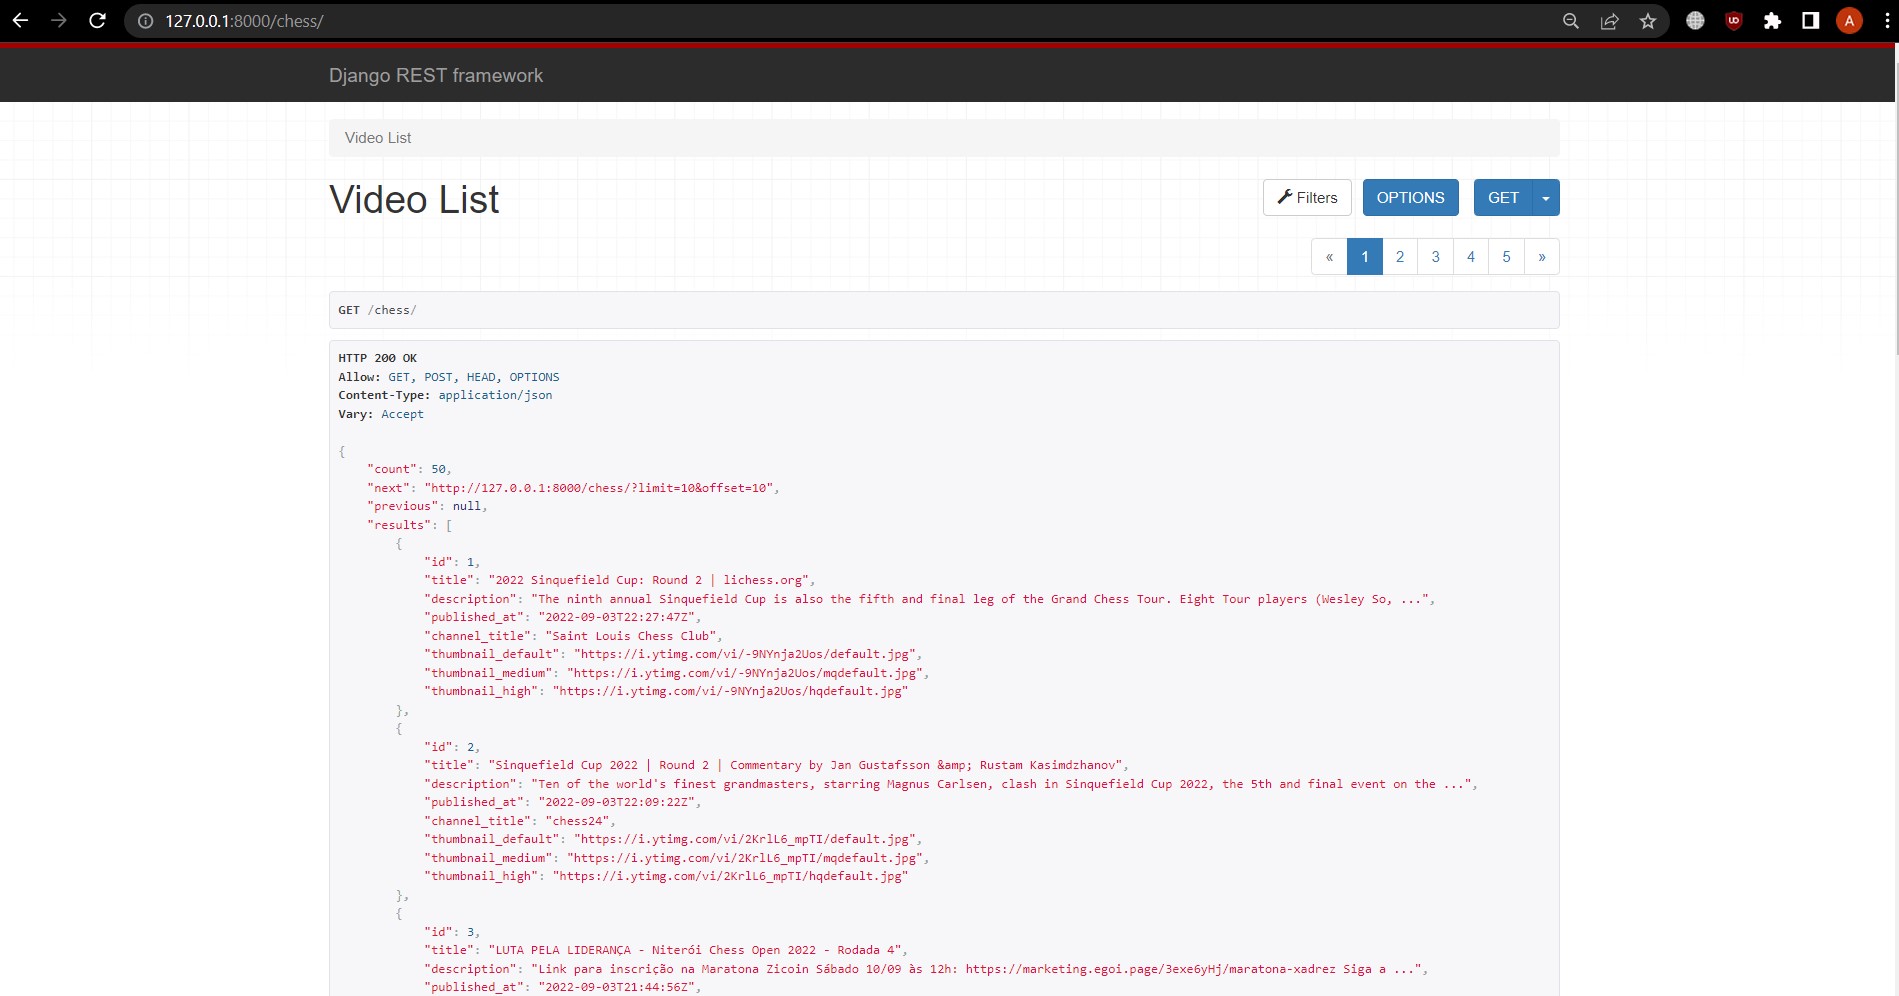 127.0.0.1:8000/chess/
A
Django REST framework
Video List
Video List
Filters
OPTIONS
GET
« 1 2 3 4 5 »
GET /chess/
HTTP 200 OK
Allow: GET, POST, HEAD, OPTIONS
Content-Type: application/json
Vary: Accept
{
"count": 50,
"next": "http://127.0.0.1:8000/chess/?limit=10&offset=10",
"previous": null,
"results": [
{
"id": 1,
"title": "2022 Sinquefield Cup: Round 2 | lichess.org",
"description": "The ninth annual Sinquefield Cup is also the fifth and final leg of the Grand Chess Tour. Eight Tour players (Wesley So, ...",
"published_at": "2022-09-03T22:27:47Z",
"channel_title": "Saint Louis Chess Club",
"thumbnail_default": "https://i.ytimg.com/vi/-9NYnja2Uos/default.jpg",
"thumbnail_medium": "https://i.ytimg.com/vi/-9NYnja2Uos/mqdefault.jpg",
"thumbnail_high": "https://i.ytimg.com/vi/-9NYnja2Uos/hqdefault.jpg"
},
{
"id": 2,
"title": "Sinquefield Cup 2022 | Round 2 | Commentary by Jan Gustafsson &amp; Rustam Kasimdzhanov",
"description": "Ten of the world's finest grandmasters, starring Magnus Carlsen, clash in Sinquefield Cup 2022, the 5th and final event on the ...",
"published_at": "2022-09-03T22:09:22Z",
"channel_title": "chess24",
"thumbnail_default": "https://i.ytimg.com/vi/2KrlL6_mpTI/default.jpg",
"thumbnail_medium": "https://i.ytimg.com/vi/2KrlL6_mpTI/mqdefault.jpg",
"thumbnail_high": "https://i.ytimg.com/vi/2KrlL6_mpTI/hqdefault.jpg"
},
{
"id": 3,
"title": "LUTA PELA LIDERANÇA - Niterói Chess Open 2022 - Rodada 4",
"description": "Link para inscrição na Maratona Zicoin Sábado 10/09 às 12h: https://marketing.egoi.page/3exe6yHj/maratona-xadrez Siga a ...",
"published_at": "2022-09-03T21:44:56Z",